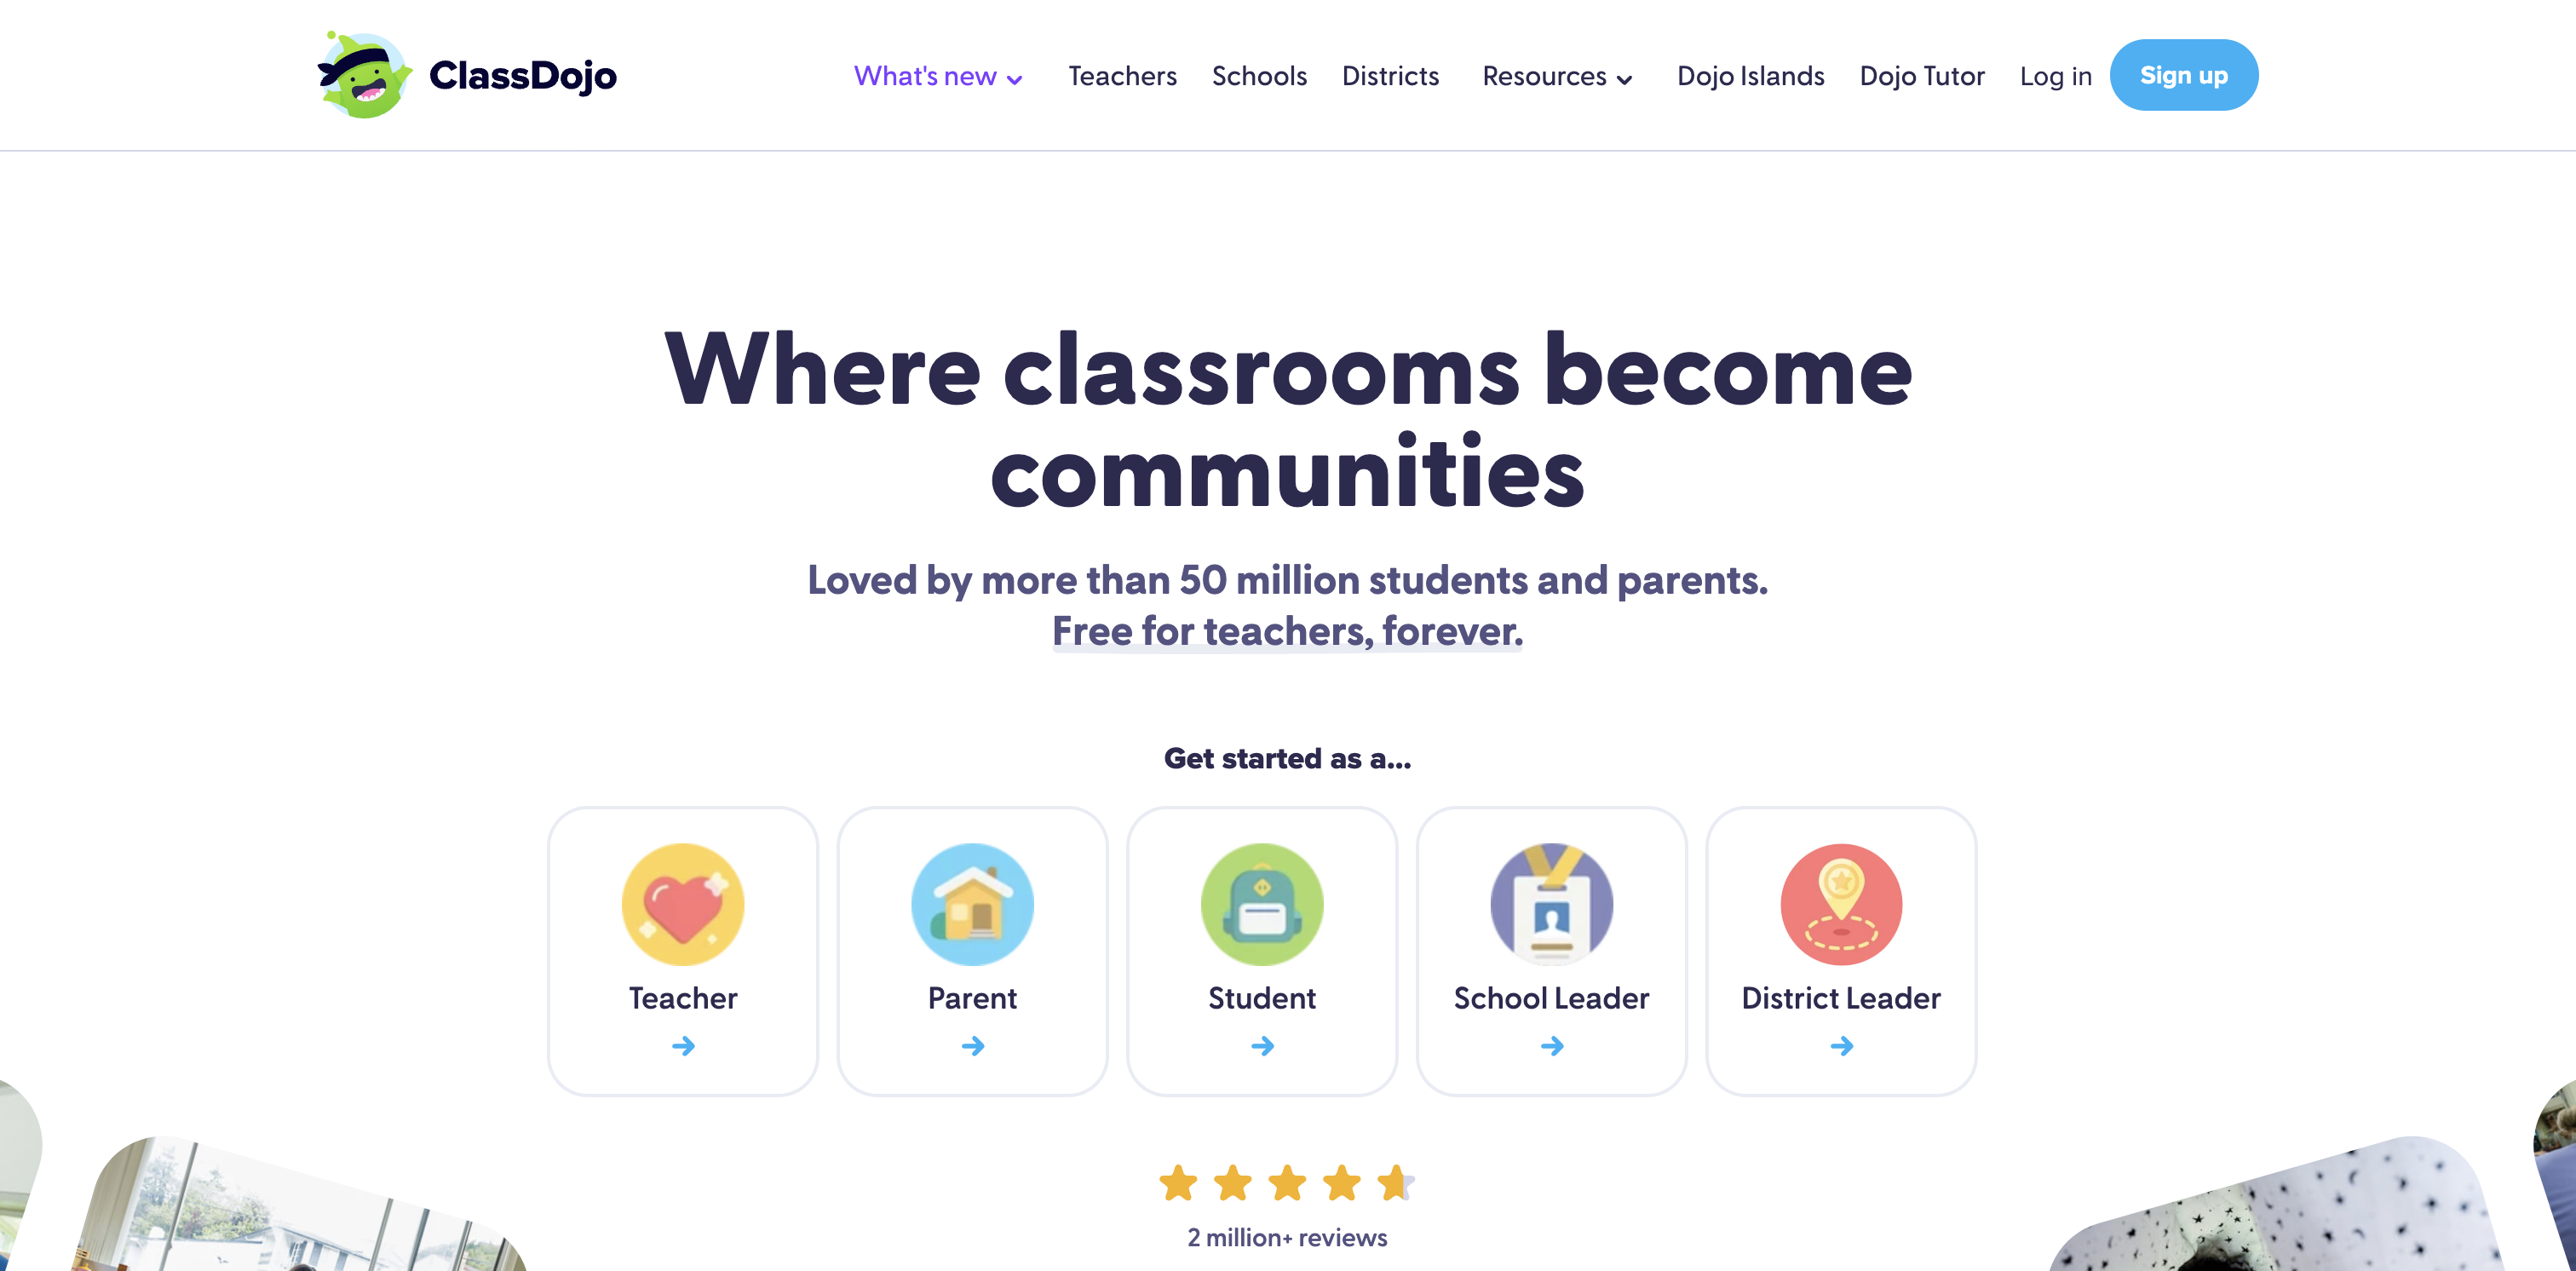 ClassDojo
What's new Teachers Schools Districts Resources Dojo Islands Dojo Tutor Log in Sign up
Where classrooms become
communities
Loved by more than 50 million students and parents.
Free for teachers, forever.
Get started as a...
Teacher Parent Student School Leader District Leader
2 million+ reviews